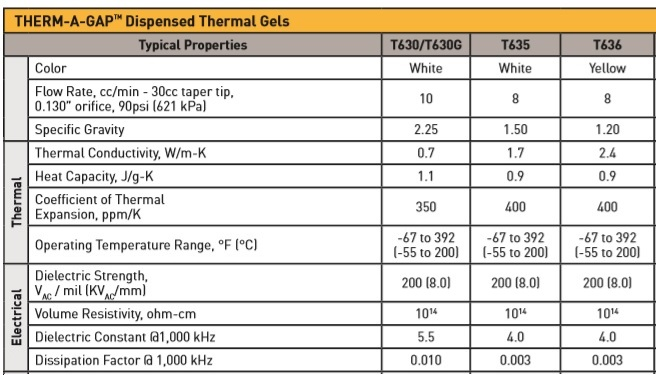 THERM-A-GAP™ Dispensed Thermal Gels
Typical Properties T630/T630G T635 T636
Color White White Yellow
Flow Rate, cc/min - 30cc taper tip,
0.130" orifice, 90psi (621 kPa) 10 8 8
Specific Gravity 2.25 1.50 1.20
Thermal
Thermal Conductivity, W/m-K 0.7 1.7 2.4
Heat Capacity, J/g-K 1.1 0.9 0.9
Coefficient of Thermal
Expansion, ppm/K 350 400 400
Operating Temperature Range, °F (°C) -67 to 392 -67 to 392 -67 to 392
(-55 to 200) (-55 to 200) (-55 to 200)
Electrical
Dielectric Strength,
V_AC / mil (KV_AC/mm) 200 (8.0) 200 (8.0) 200 (8.0)
Volume Resistivity, ohm-cm 10¹⁴ 10¹⁴ 10¹⁴
Dielectric Constant @1,000 kHz 5.5 4.0 4.0
Dissipation Factor @ 1,000 kHz 0.010 0.003 0.003